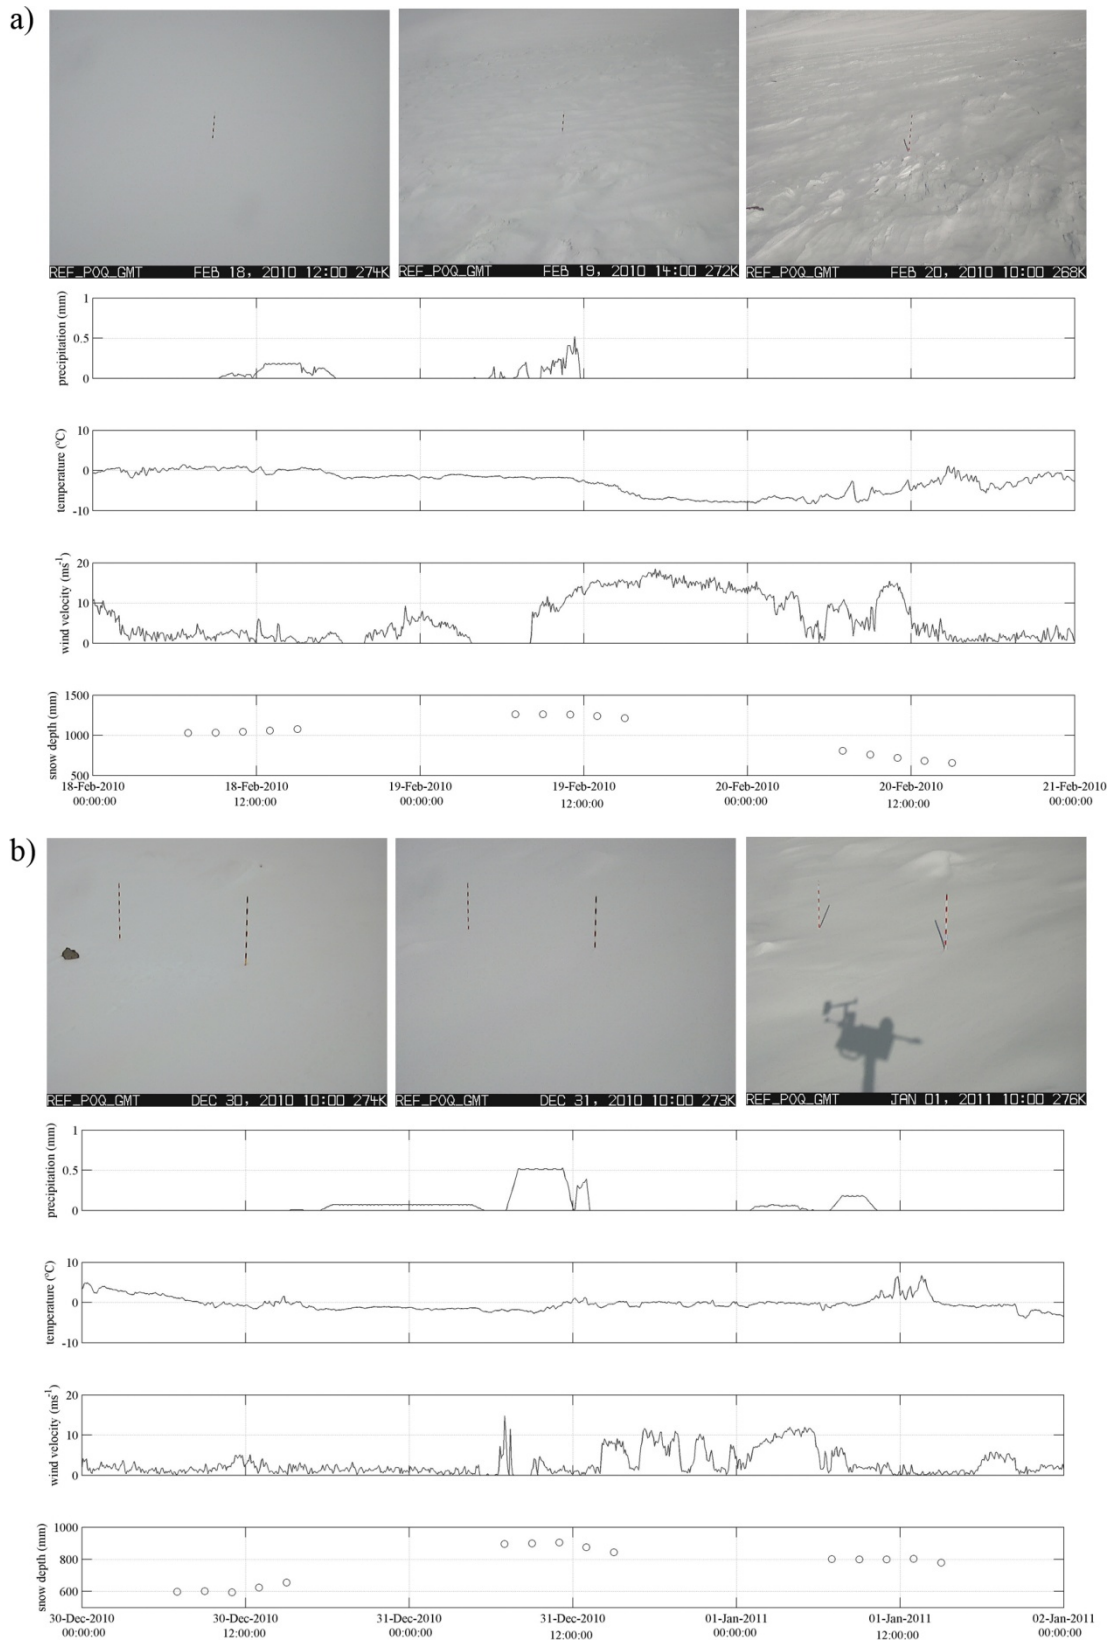 a)
REF_POQ_GMT FEB 18, 2010 12:00 274K
REF_POQ_GMT FEB 19, 2010 14:00 272K
REF_POQ_GMT FEB 20, 2010 10:00 268K
precipitation (mm)
1
0.5
0
temperature (°C)
10
0
-10
wind velocity (ms⁻¹)
20
10
0
snow depth (mm)
1500
1000
500
18-Feb-2010 18-Feb-2010 19-Feb-2010 19-Feb-2010 20-Feb-2010 20-Feb-2010 21-Feb-2010
00:00:00 12:00:00 00:00:00 12:00:00 00:00:00 12:00:00 00:00:00
b)
REF_POQ_GMT DEC 30, 2010 10:00 274K
REF_POQ_GMT DEC 31, 2010 10:00 273K
REF_POQ_GMT JAN 01, 2011 10:00 276K
precipitation (mm)
1
0.5
0
temperature (°C)
10
0
-10
wind velocity (ms⁻¹)
20
10
0
snow depth (mm)
1000
800
600
30-Dec-2010 30-Dec-2010 31-Dec-2010 31-Dec-2010 01-Jan-2011 01-Jan-2011 02-Jan-2011
00:00:00 12:00:00 00:00:00 12:00:00 00:00:00 12:00:00 00:00:00